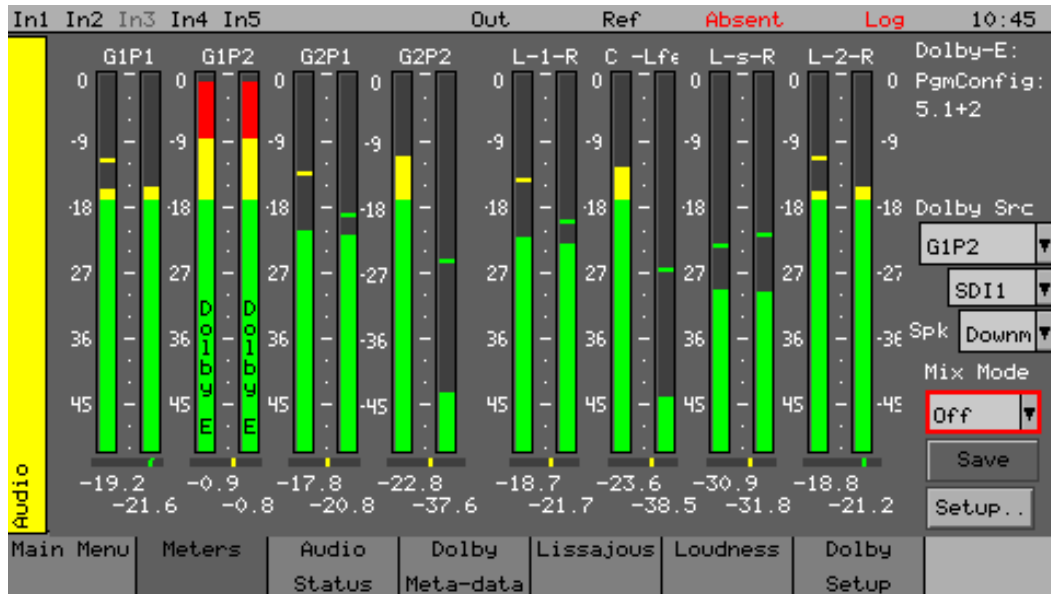 In1 In2 In3 In4 In5 Out Ref Absent Log 10:45
G1P1 G1P2 G2P1 G2P2 L-1-R C -Lfe L-s-R L-2-R Dolby-E:
0 0 0 0 0 0 0 0 0 PgmConfig:
5.1+2
-9 -9 -9 -9 -9 -9 -9 -9 -9
-18 -18 -18 -18 -18 -18 -18 -18 -18 Dolby Src
G1P2
27 27 27 -27 27 27 27 27 -27
SDI1
36 36 36 -36 36 36 36 36 -36 Spk Downm
Dolby E Dolby E
Mix Mode
45 45 45 -45 45 45 45 45 -45
Off
Save
-19.2 -0.9 -17.8 -22.8 -18.7 -23.6 -30.9 -18.8
-21.6 -0.8 -20.8 -37.6 -21.7 -38.5 -31.8 -21.2
Setup..
Audio
Main Menu Meters Audio Dolby Lissajous Loudness Dolby
Status Meta-data Setup